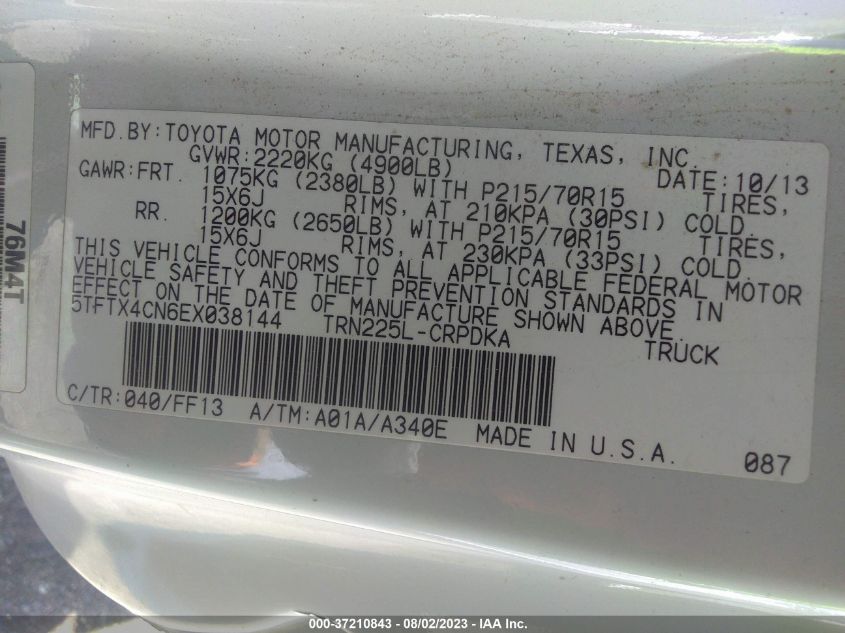 MFD.BY:TOYOTA MOTOR MANUFACTURING, TEXAS, INC.
GVWR:2220KG (4900LB) DATE:10/13
GAWR:FRT. 1075KG (2380LB) WITH P215/70R15 TIRES,
15X6J RIMS, AT 210KPA (30PSI) COLD.
RR. 1200KG (2650LB) WITH P215/70R15 TIRES,
15X6J RIMS, AT 230KPA (33PSI) COLD.
THIS VEHICLE CONFORMS TO ALL APPLICABLE FEDERAL MOTOR
VEHICLE SAFETY AND THEFT PREVENTION STANDARDS IN
EFFECT ON THE DATE OF MANUFACTURE SHOWN ABOVE.
5TFTX4CN6EX038144 TRN225L-CRPDKA TRUCK
C/TR:040/FF13 A/TM:A01A/A340E MADE IN U.S.A.
087
76M4T
000-37210843 - 08/02/2023 - IAA Inc.